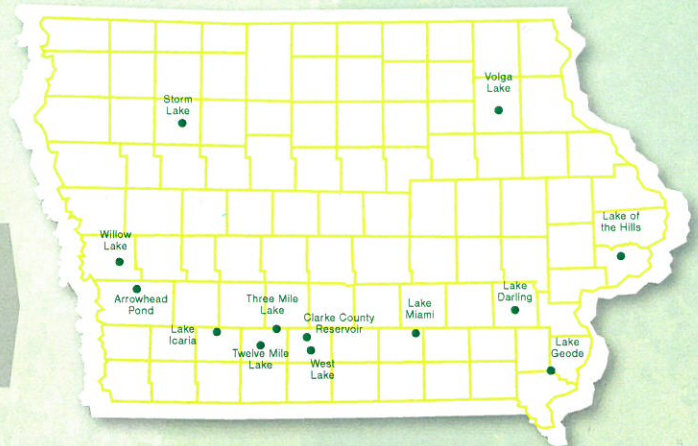 Storm
Lake
Volga
Lake
Willow
Lake
Lake of
the Hills
Arrowhead
Pond
Three Mile
Lake
Lake
Icaria
Twelve Mile
Lake
Clarke County
Reservoir
West
Lake
Lake
Miami
Lake
Darling
Lake
Geode